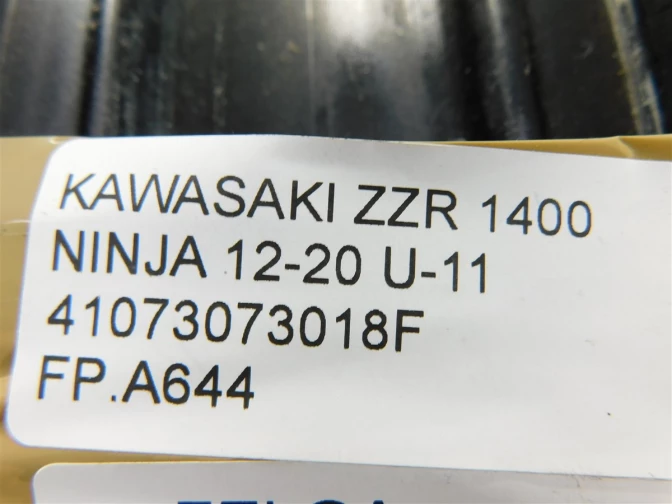 KAWASAKI ZZR 1400
NINJA 12-20 U-11
41073073018F
FP.A644